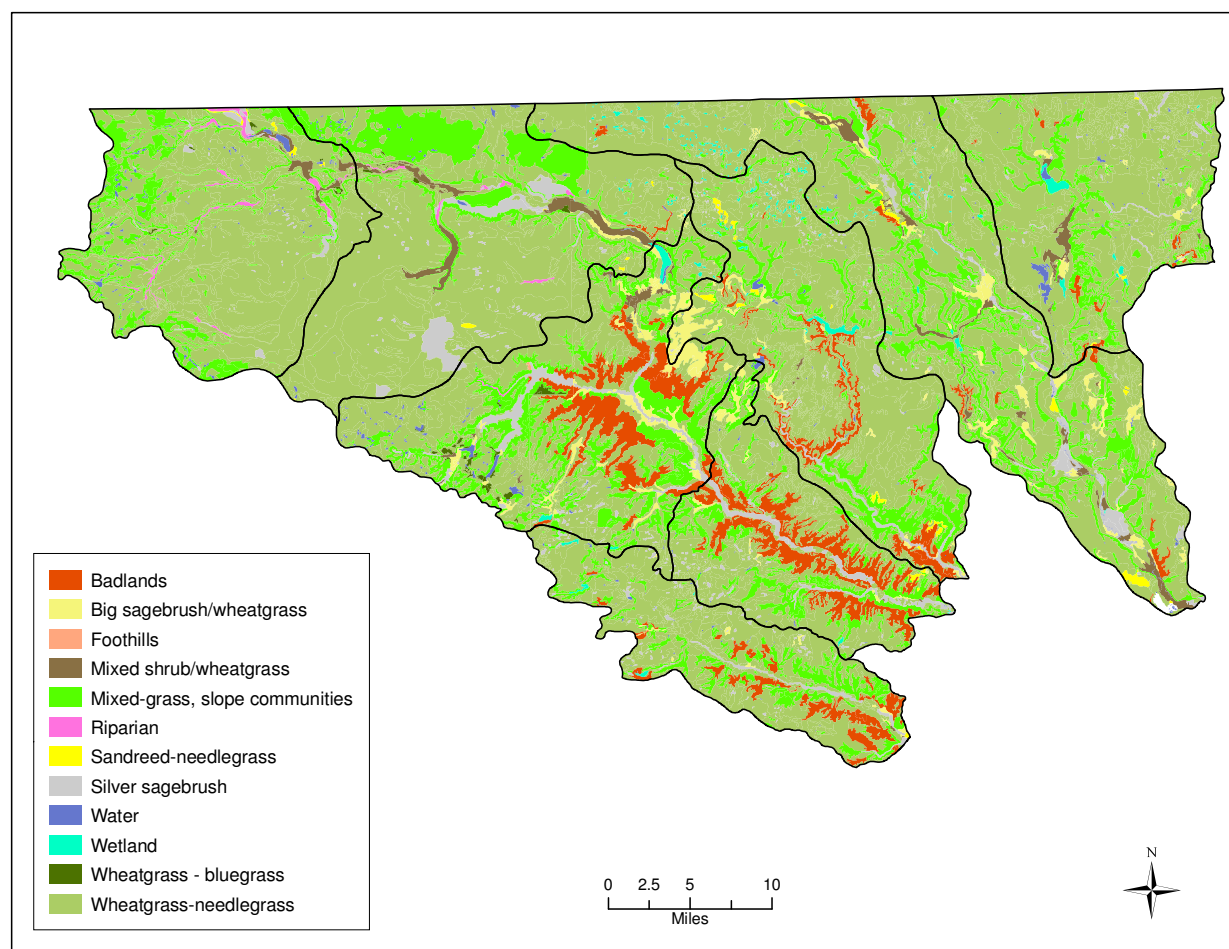 Badlands
Big sagebrush/wheatgrass
Foothills
Mixed shrub/wheatgrass
Mixed-grass, slope communities
Riparian
Sandreed-needlegrass
Silver sagebrush
Water
Wetland
Wheatgrass - bluegrass
Wheatgrass-needlegrass
0 2.5 5 10
Miles
N